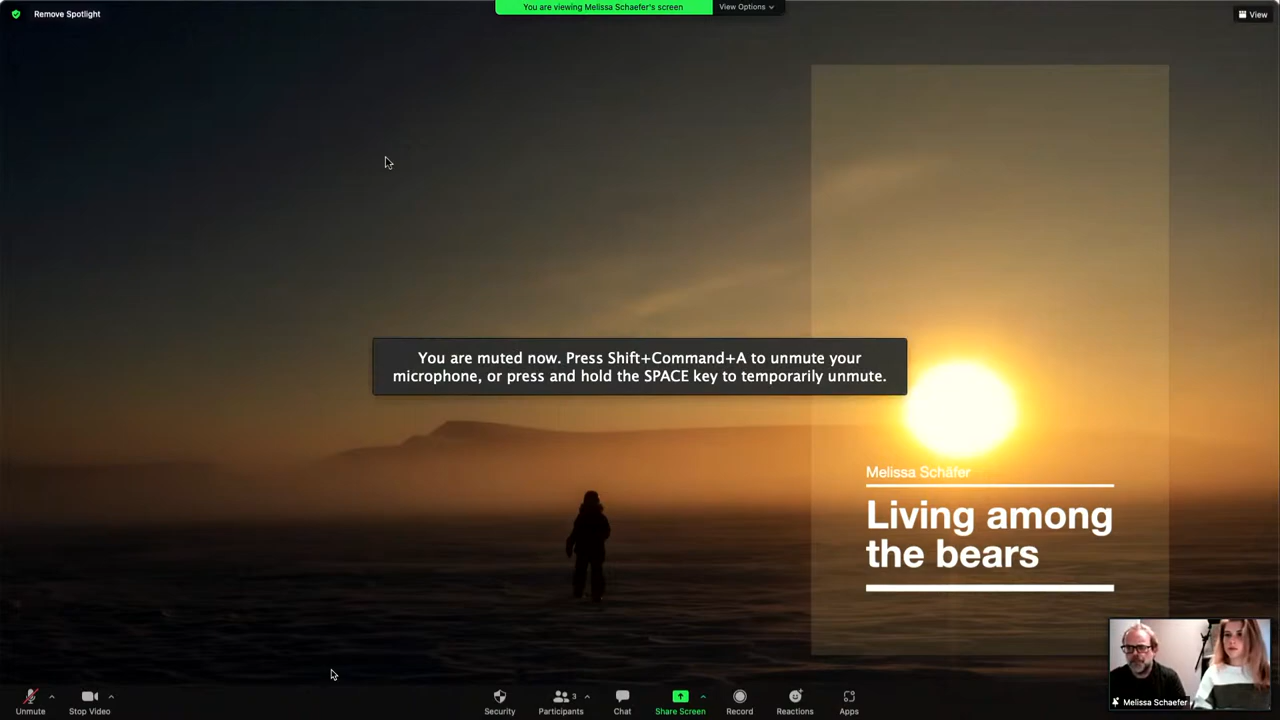 Remove Spotlight
You are viewing Melissa Schaefer's screen
View Options
View
You are muted now. Press Shift+Command+A to unmute your
microphone, or press and hold the SPACE key to temporarily unmute.
Melissa Schäfer
Living among
the bears
Melissa Schaefer
Unmute
Stop Video
Security
Participants
3
Chat
Share Screen
Record
Reactions
Apps